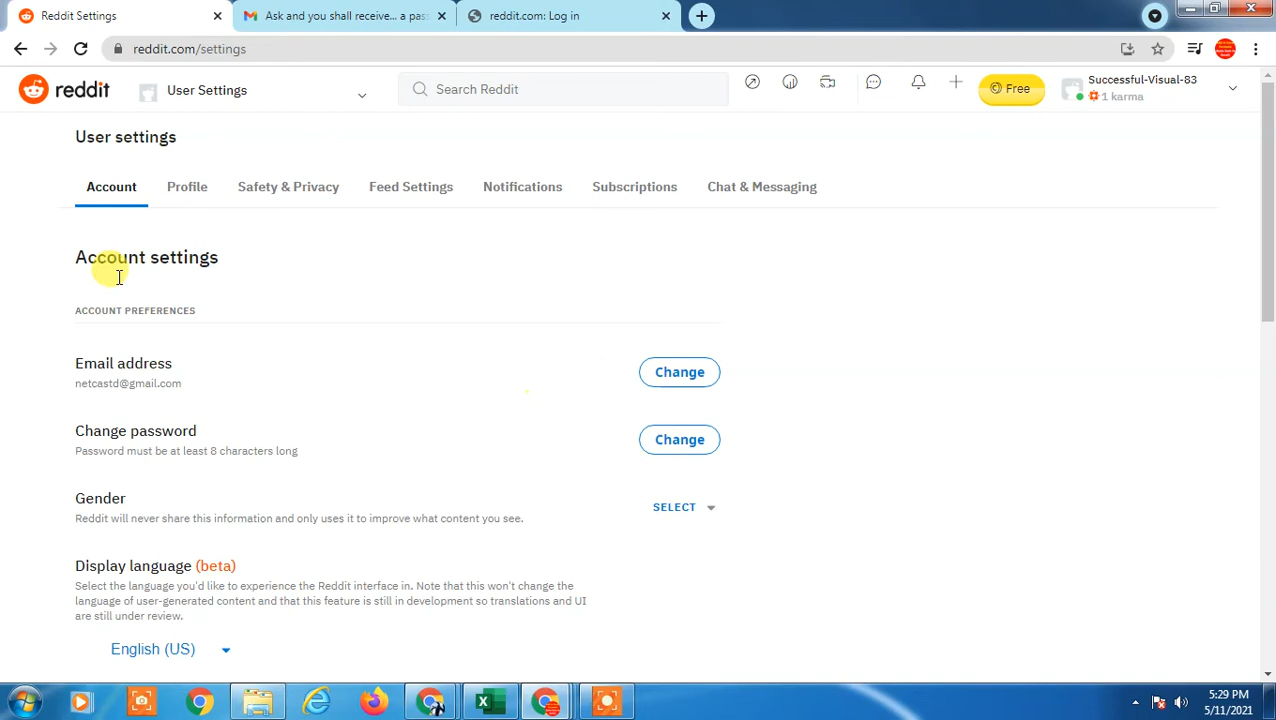 Reddit Settings
Ask and you shall receive... a pas
reddit.com: Log in
reddit.com/settings
reddit
User Settings
Search Reddit
Free
Successful-Visual-83
1 karma
User settings
Account
Profile
Safety & Privacy
Feed Settings
Notifications
Subscriptions
Chat & Messaging
Account settings
ACCOUNT PREFERENCES
Email address
netcastd@gmail.com
Change
Change password
Password must be at least 8 characters long
Change
Gender
Reddit will never share this information and only uses it to improve what content you see.
SELECT
Display language (beta)
Select the language you'd like to experience the Reddit interface in. Note that this won't change the
language of user-generated content and that this feature is still in development so translations and UI
are still under review.
English (US)
5:29 PM
5/11/2021